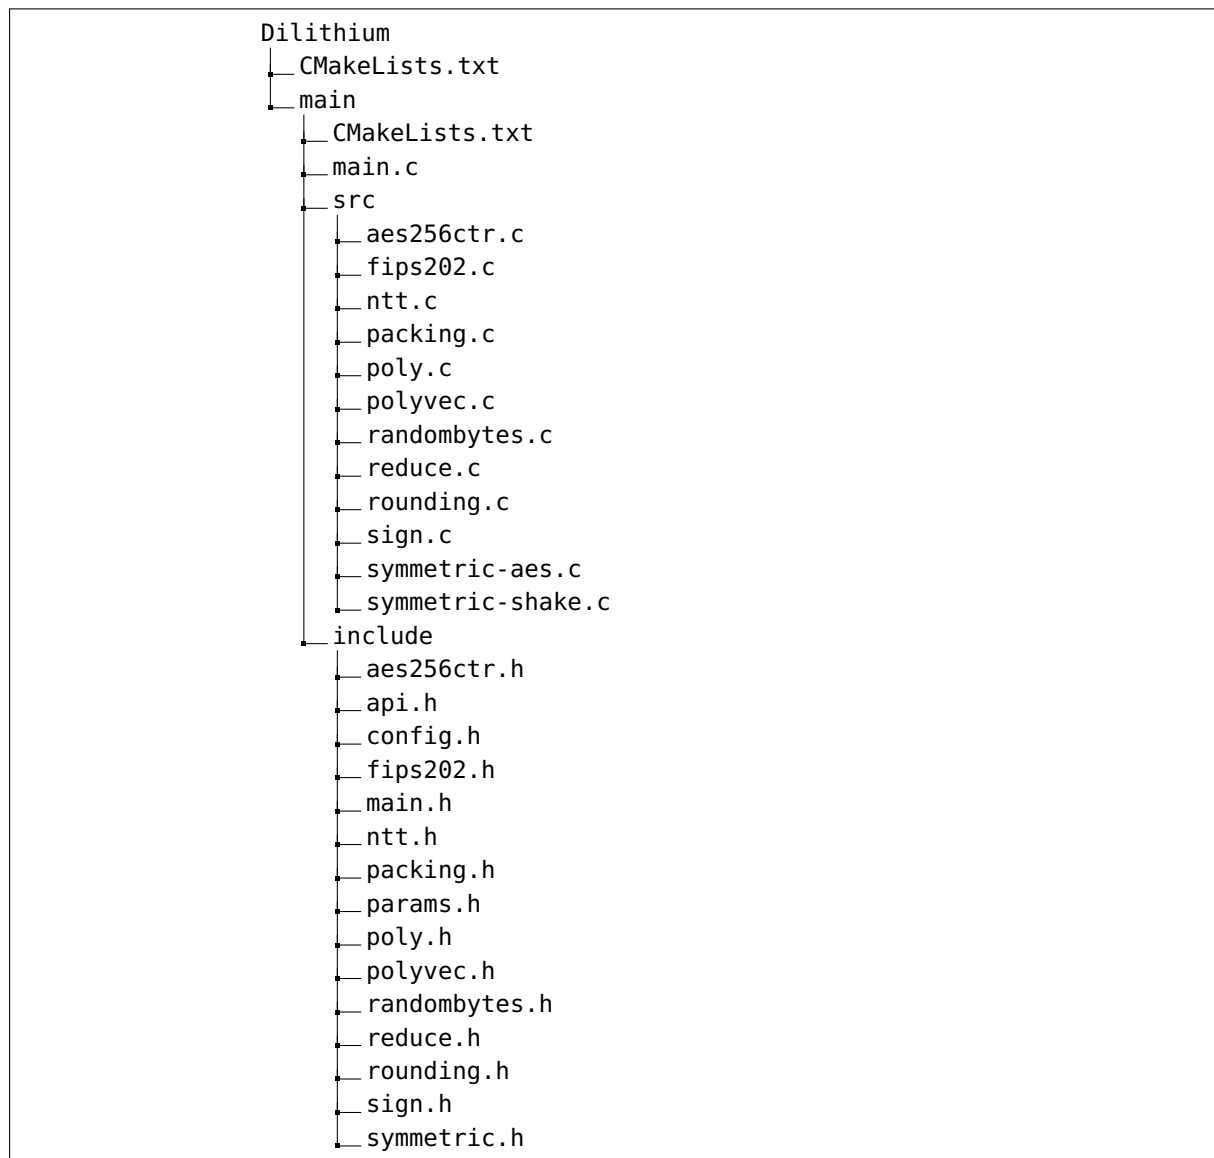 Dilithium
CMakeLists.txt
main
CMakeLists.txt
main.c
src
aes256ctr.c
fips202.c
ntt.c
packing.c
poly.c
polyvec.c
randombytes.c
reduce.c
rounding.c
sign.c
symmetric-aes.c
symmetric-shake.c
include
aes256ctr.h
api.h
config.h
fips202.h
main.h
ntt.h
packing.h
params.h
poly.h
polyvec.h
randombytes.h
reduce.h
rounding.h
sign.h
symmetric.h